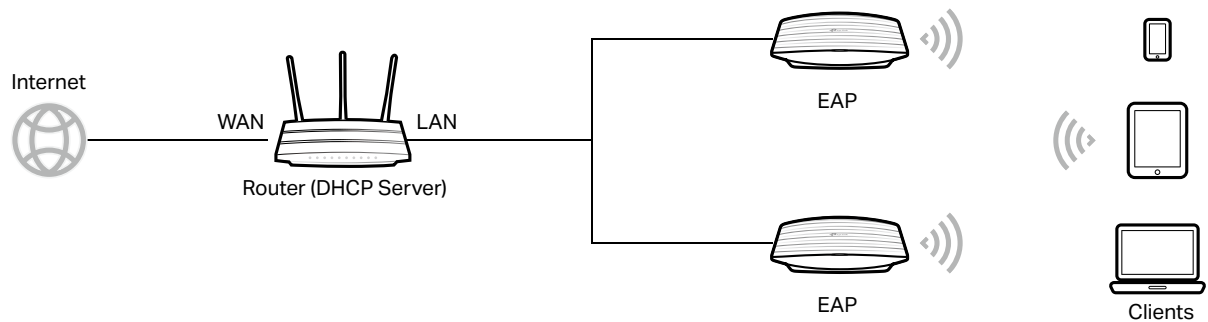 Internet
WAN
LAN
Router (DHCP Server)
EAP
EAP
Clients